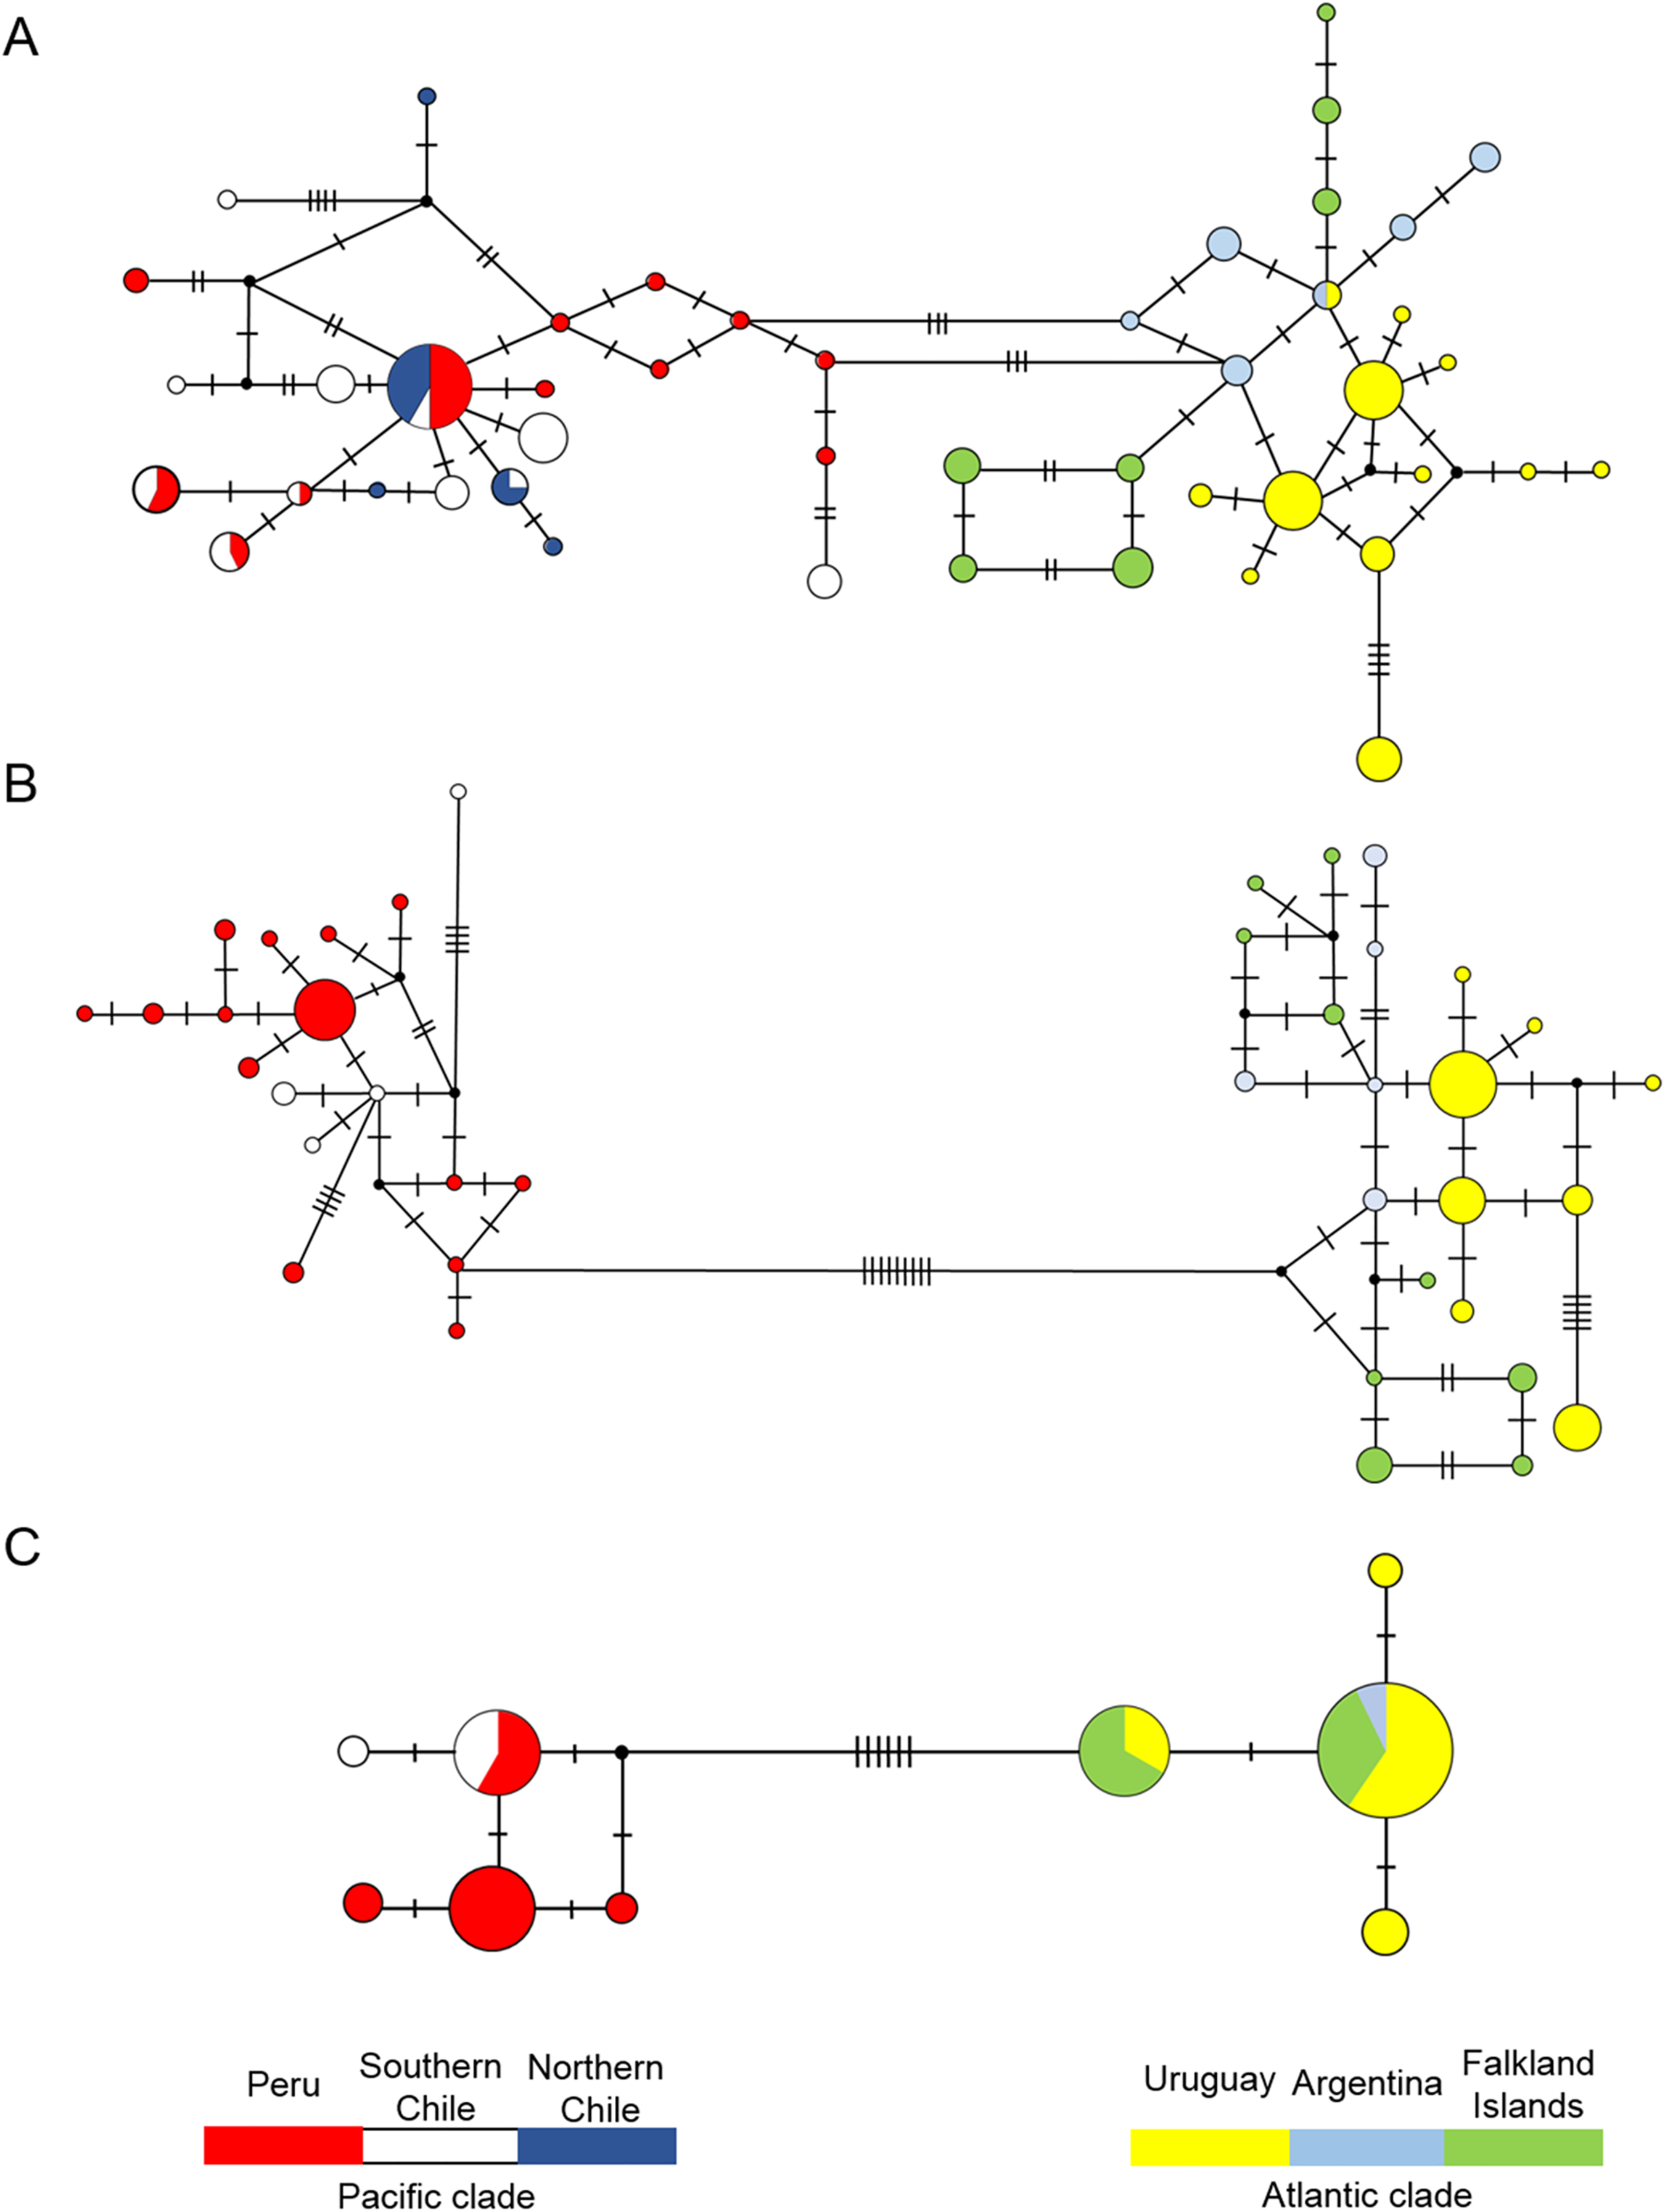 A
B
C
Peru
Southern
Chile
Northern
Chile
Pacific clade
Uruguay
Argentina
Falkland
Islands
Atlantic clade